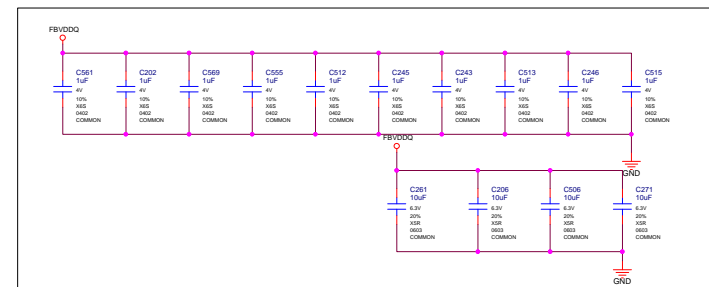 FBVDDQ
C561 C202 C569 C555 C512 C245 C243 C513 C246 C515
1uF 1uF 1uF 1uF 1uF 1uF 1uF 1uF 1uF 1uF
4V 4V 4V 4V 4V 4V 4V 4V 4V 4V
10% 10% 10% 10% 10% 10% 10% 10% 10% 10%
X6S X6S X6S X6S X6S X6S X6S X6S X6S X6S
0402 0402 0402 0402 0402 0402 0402 0402 0402 0402
COMMON COMMON COMMON COMMON COMMON COMMON COMMON COMMON COMMON COMMON
FBVDDQ
GND
C261 C206 C506 C271
10uF 10uF 10uF 10uF
6.3V 6.3V 6.3V 6.3V
20% 20% 20% 20%
X5R X5R X5R X5R
0603 0603 0603 0603
COMMON COMMON COMMON COMMON
GND